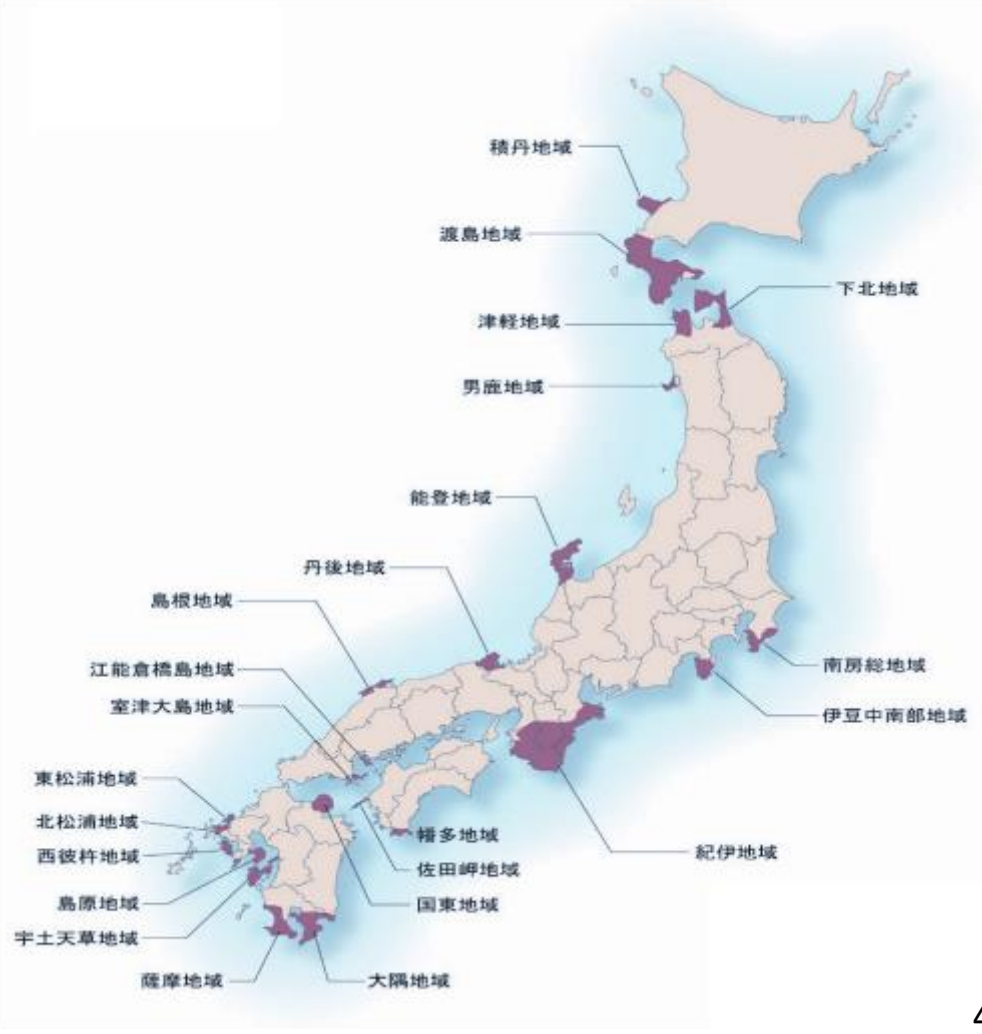 積丹地域
渡島地域
下北地域
津軽地域
男鹿地域
能登地域
丹後地域
島根地域
南房総地域
江能倉橋島地域
室津大島地域
伊豆中南部地域
東松浦地域
北松浦地域
幡多地域
西彼杵地域
紀伊地域
佐田岬地域
島原地域
国東地域
宇土天草地域
薩摩地域
大隅地域